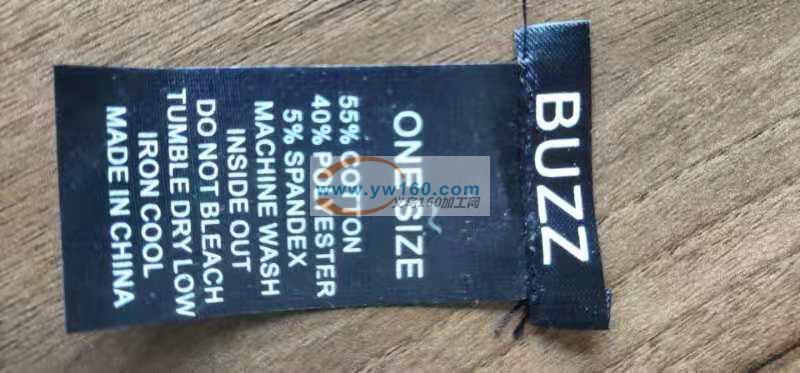 BUZZ
ONE SIZE
55% COTTON
40% POLYESTER
5% SPANDEX
MACHINE WASH
INSIDE OUT
DO NOT BLEACH
TUMBLE DRY LOW
IRON COOL
MADE IN CHINA
www.yw160.com
义乌160加工网